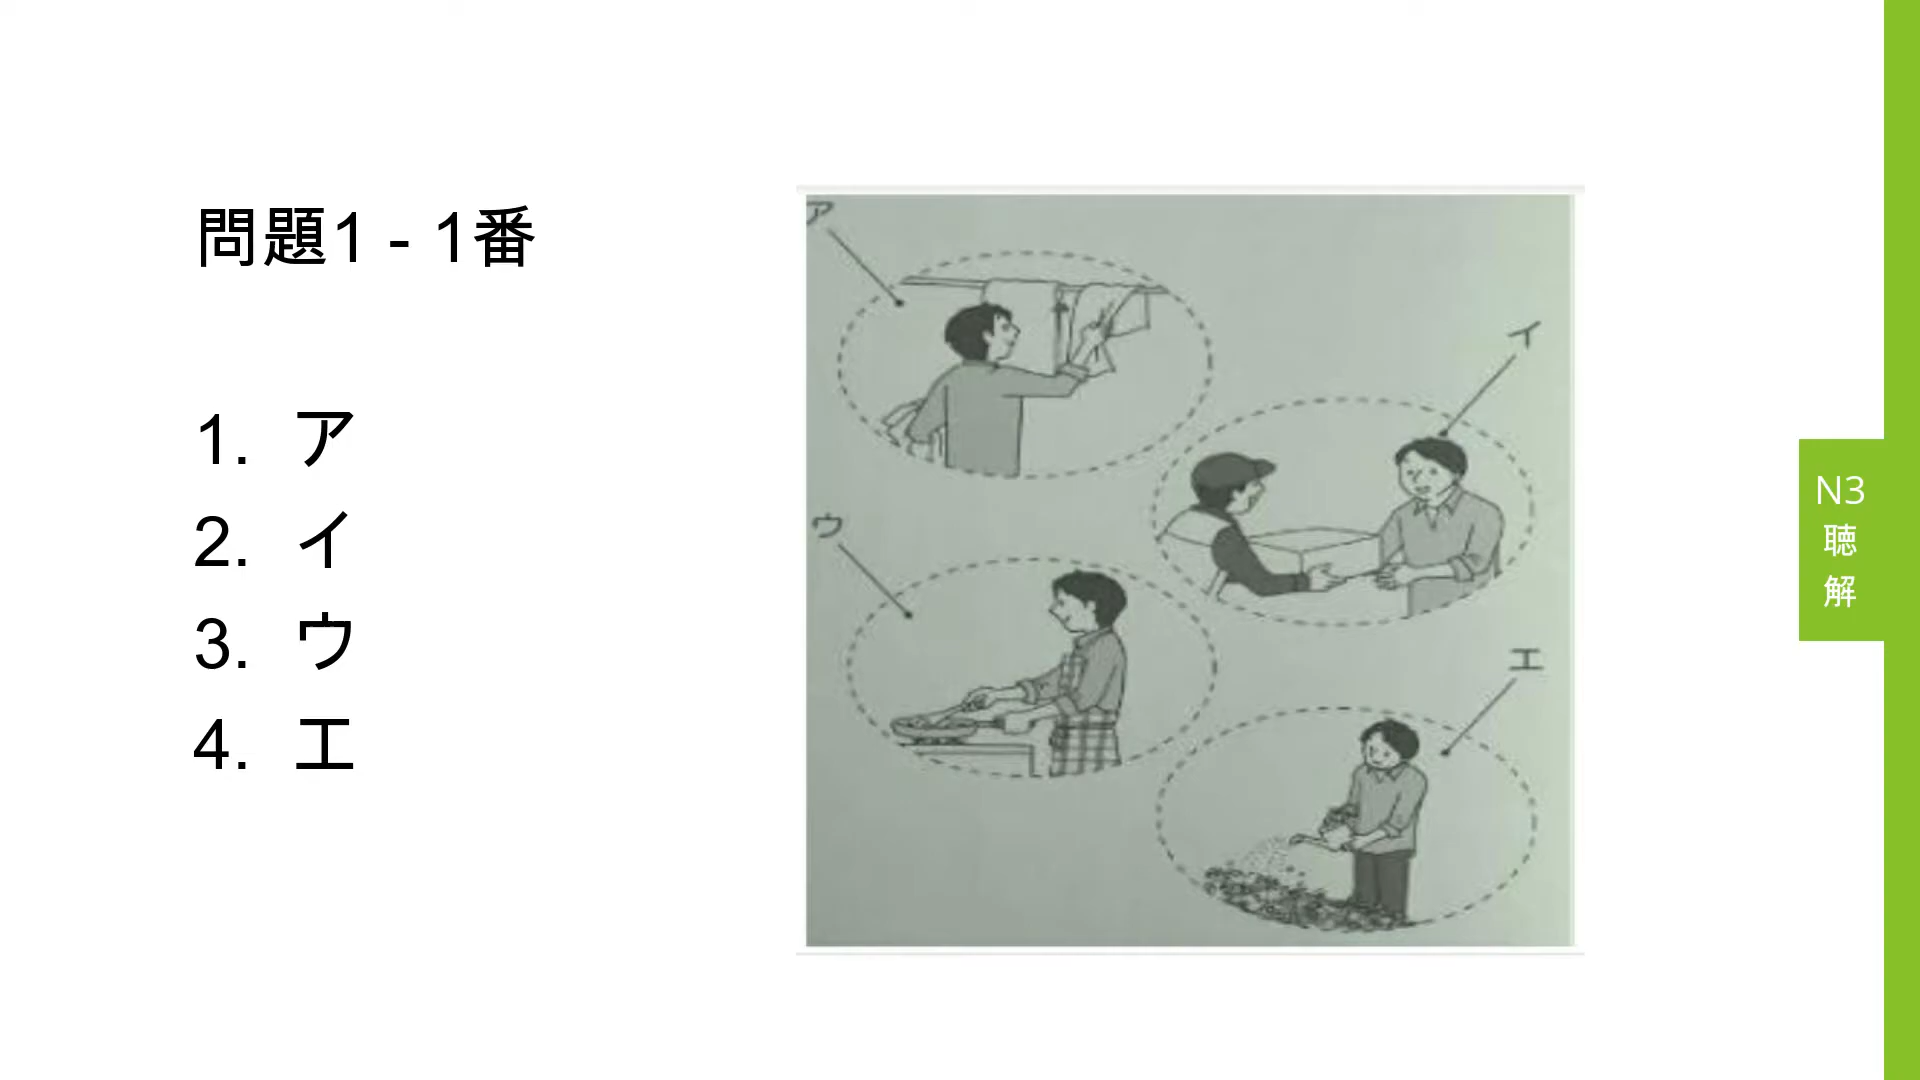 問題1 - 1番
1. ア
2. イ
3. ウ
4. エ
ア
イ
ウ
エ
N3
聴
解